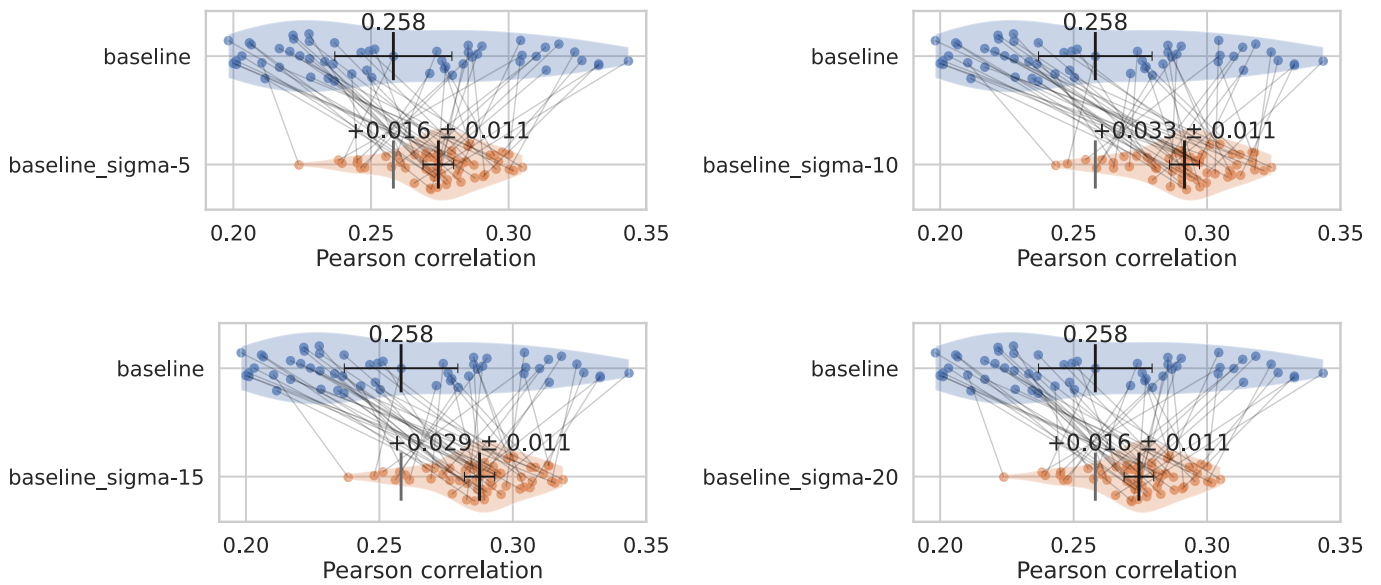 0.258
baseline
+0.016 ± 0.011
baseline_sigma-5
0.20 0.25 0.30 0.35
Pearson correlation
0.258
baseline
+0.033 ± 0.011
baseline_sigma-10
0.20 0.25 0.30 0.35
Pearson correlation
0.258
baseline
+0.029 ± 0.011
baseline_sigma-15
0.20 0.25 0.30 0.35
Pearson correlation
0.258
baseline
+0.016 ± 0.011
baseline_sigma-20
0.20 0.25 0.30 0.35
Pearson correlation